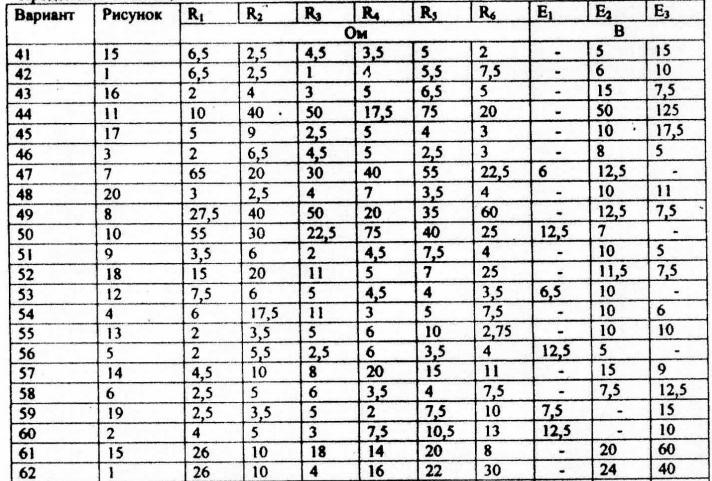 Вариант Рисунок R₁ R₂ R₃ R₄ R₅ R₆ E₁ E₂ E₃
Ом В
41 15 6,5 2,5 4,5 3,5 5 2 - 5 15
42 1 6,5 2,5 1 4 5,5 7,5 - 6 10
43 16 2 4 3 5 6,5 5 - 15 7,5
44 11 10 40 50 17,5 75 20 - 50 125
45 17 5 9 2,5 5 4 3 - 10 17,5
46 3 2 6,5 4,5 5 2,5 3 - 8 5
47 7 65 20 30 40 55 22,5 6 12,5 -
48 20 3 2,5 4 7 3,5 4 - 10 11
49 8 27,5 40 50 20 35 60 - 12,5 7,5
50 10 55 30 22,5 75 40 25 12,5 7 -
51 9 3,5 6 2 4,5 7,5 4 - 10 5
52 18 15 20 11 5 7 25 - 11,5 7,5
53 12 7,5 6 5 4,5 4 3,5 6,5 10 -
54 4 6 17,5 11 3 5 7,5 - 10 6
55 13 2 3,5 5 6 10 2,75 - 10 10
56 5 2 5,5 2,5 6 3,5 4 12,5 5 -
57 14 4,5 10 8 20 15 11 - 15 9
58 6 2,5 5 6 3,5 4 7,5 - 7,5 12,5
59 19 2,5 3,5 5 2 7,5 10 7,5 - 15
60 2 4 5 3 7,5 10,5 13 12,5 - 10
61 15 26 10 18 14 20 8 - 20 60
62 1 26 10 4 16 22 30 - 24 40